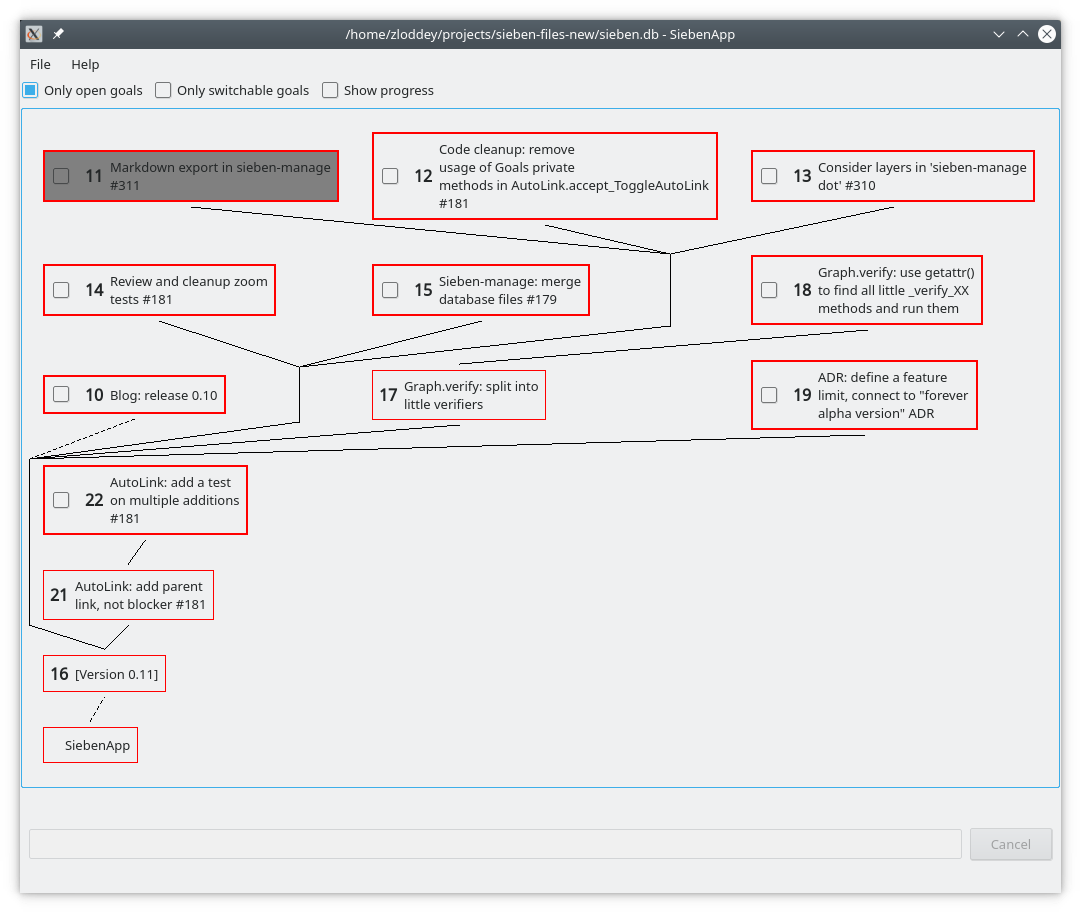 /home/zloddey/projects/sieben-files-new/sieben.db - SiebenApp
File Help
Only open goals Only switchable goals Show progress
11 Markdown export in sieben-manage
#311
12 Code cleanup: remove
usage of Goals private
methods in AutoLink.accept_ToggleAutoLink
#181
13 Consider layers in 'sieben-manage
dot' #310
14 Review and cleanup zoom
tests #181
15 Sieben-manage: merge
database files #179
18 Graph.verify: use getattr()
to find all little _verify_XX
methods and run them
10 Blog: release 0.10
17 Graph.verify: split into
little verifiers
19 ADR: define a feature
limit, connect to "forever
alpha version" ADR
22 AutoLink: add a test
on multiple additions
#181
21 AutoLink: add parent
link, not blocker #181
16 [Version 0.11]
SiebenApp
Cancel